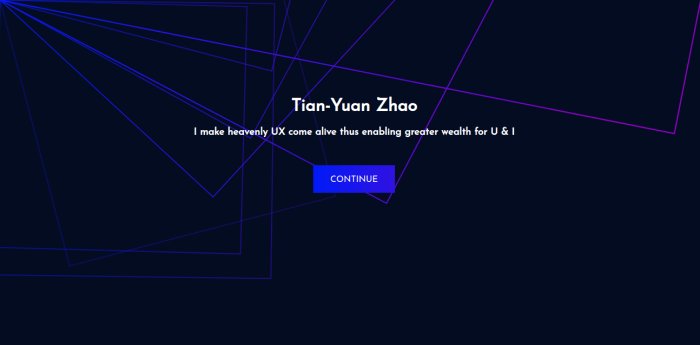 Tian-Yuan Zhao
I make heavenly UX come alive thus enabling greater wealth for U & I
CONTINUE